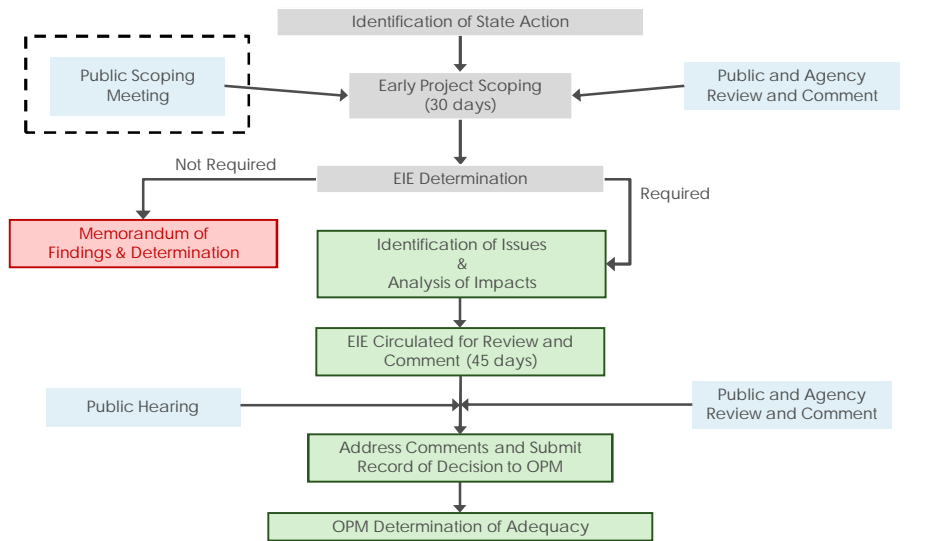 Identification of State Action
Public Scoping
Meeting
Early Project Scoping
(30 days)
Public and Agency
Review and Comment
Not Required
EIE Determination
Required
Memorandum of
Findings & Determination
Identification of Issues
&
Analysis of Impacts
EIE Circulated for Review and
Comment (45 days)
Public Hearing
Public and Agency
Review and Comment
Address Comments and Submit
Record of Decision to OPM
OPM Determination of Adequacy